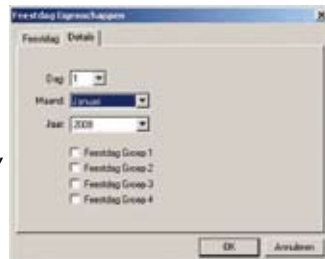 Feestdag Eigenschappen
Feestdag Details
Dag: 1
Maand: Januari
Jaar: 2008
Feestdag Groep 1
Feestdag Groep 2
Feestdag Groep 3
Feestdag Groep 4
OK Annuleren